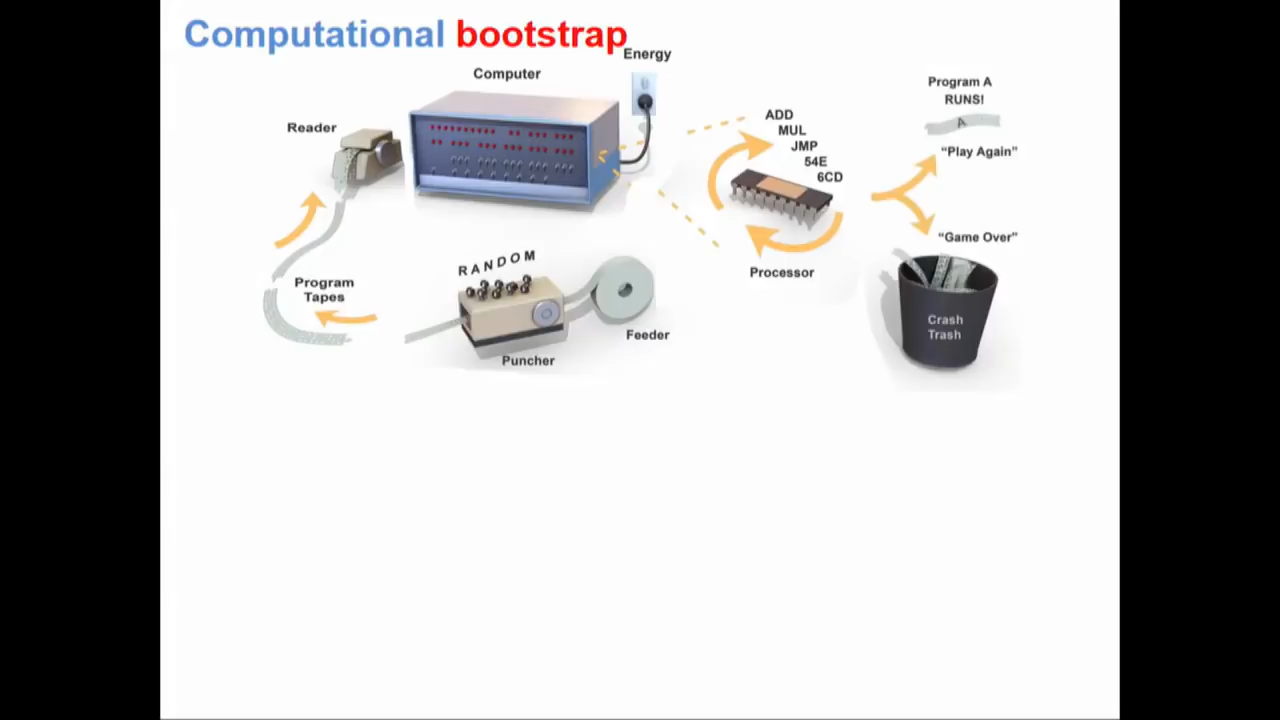 Computational bootstrap
Energy
Computer
Reader
ADD
MUL
JMP
54E
6CD
Program A
RUNS!
A
"Play Again"
"Game Over"
Processor
RANDOM
Program
Tapes
Feeder
Puncher
Crash
Trash